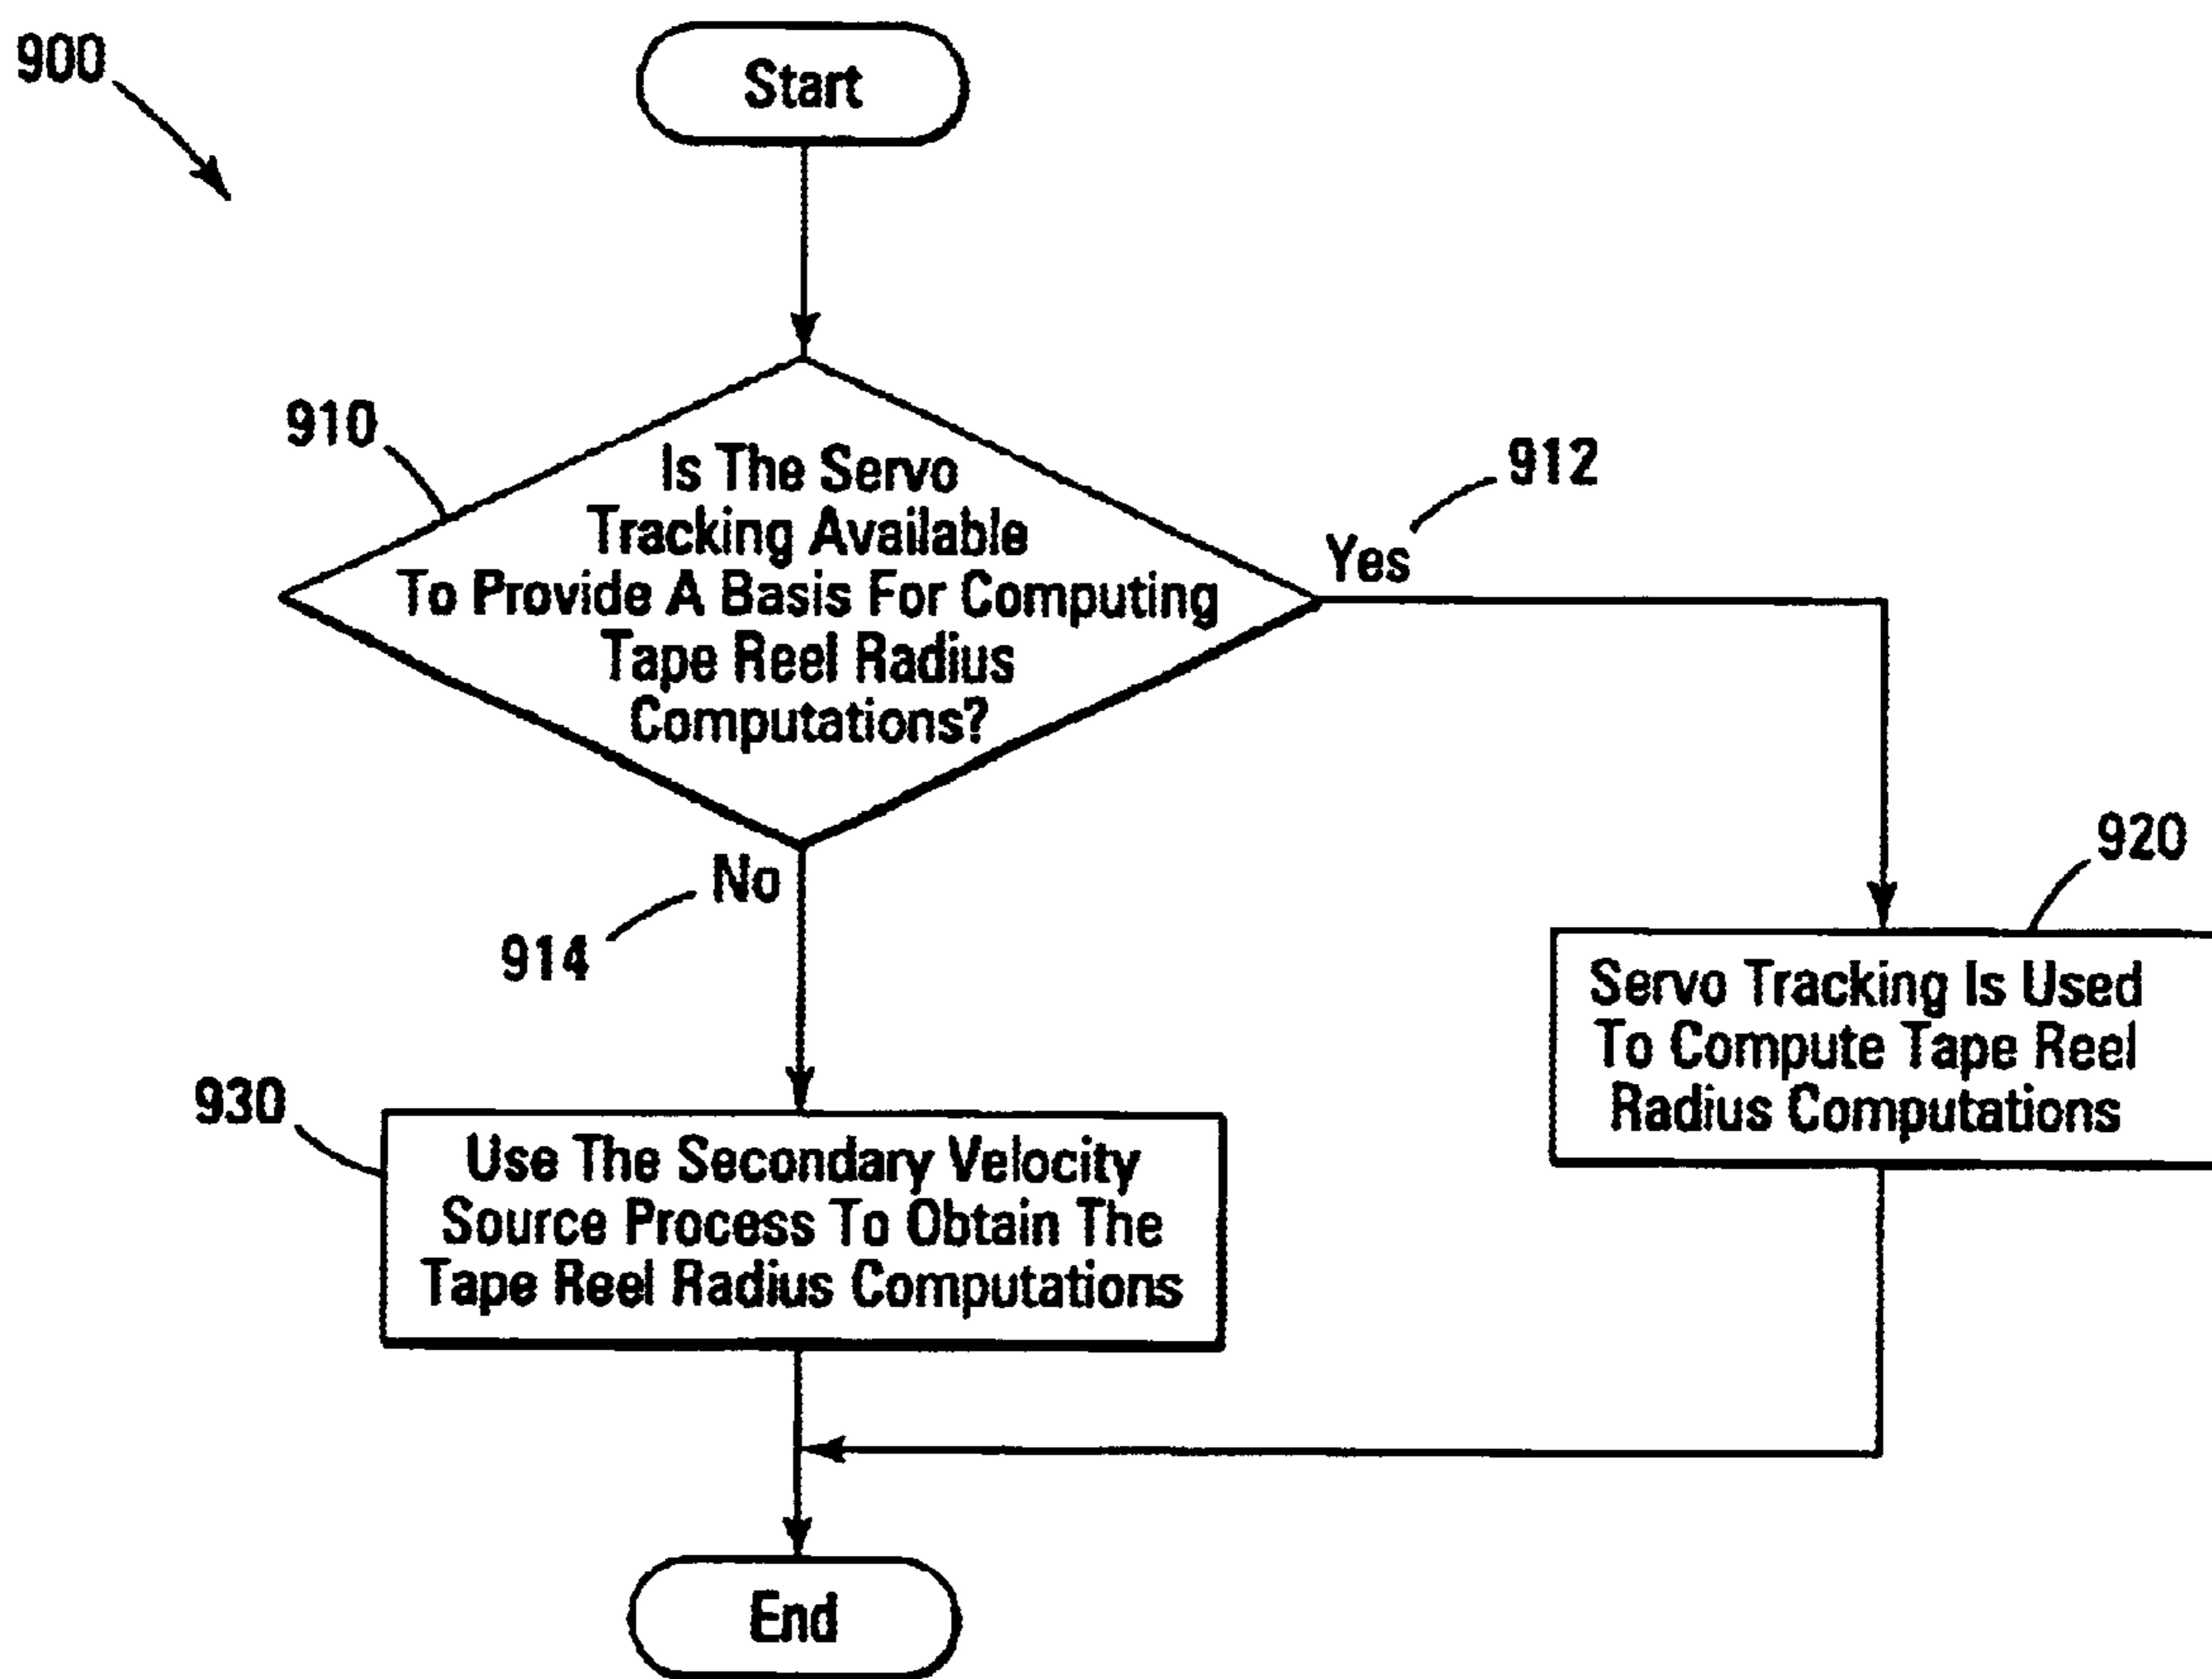 900
Start
910
Is The Servo
Tracking Available
To Provide A Basis For Computing
Tape Reel Radius
Computations?
912
Yes
No
914
920
Servo Tracking Is Used
To Compute Tape Reel
Radius Computations
930
Use The Secondary Velocity
Source Process To Obtain The
Tape Reel Radius Computations
End